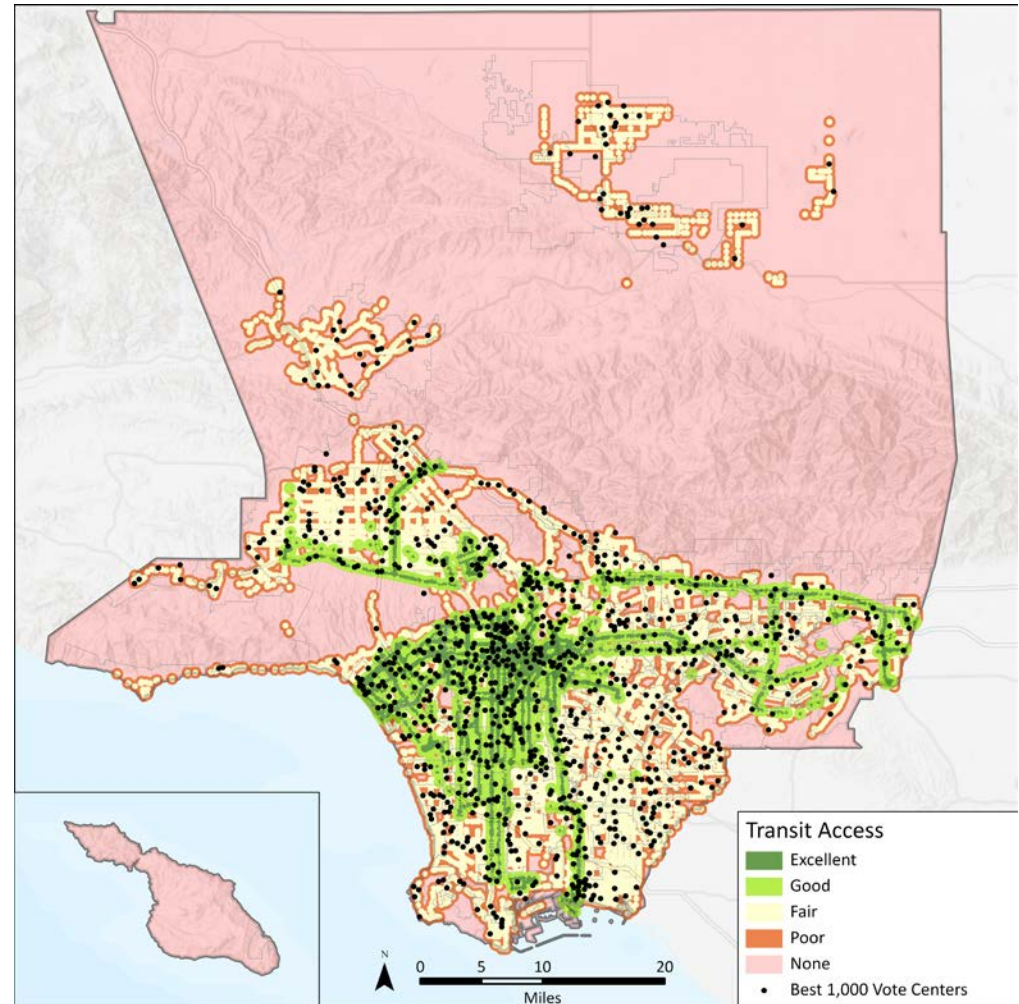 N
0 5 10 20
Miles
Transit Access
Excellent
Good
Fair
Poor
None
Best 1,000 Vote Centers